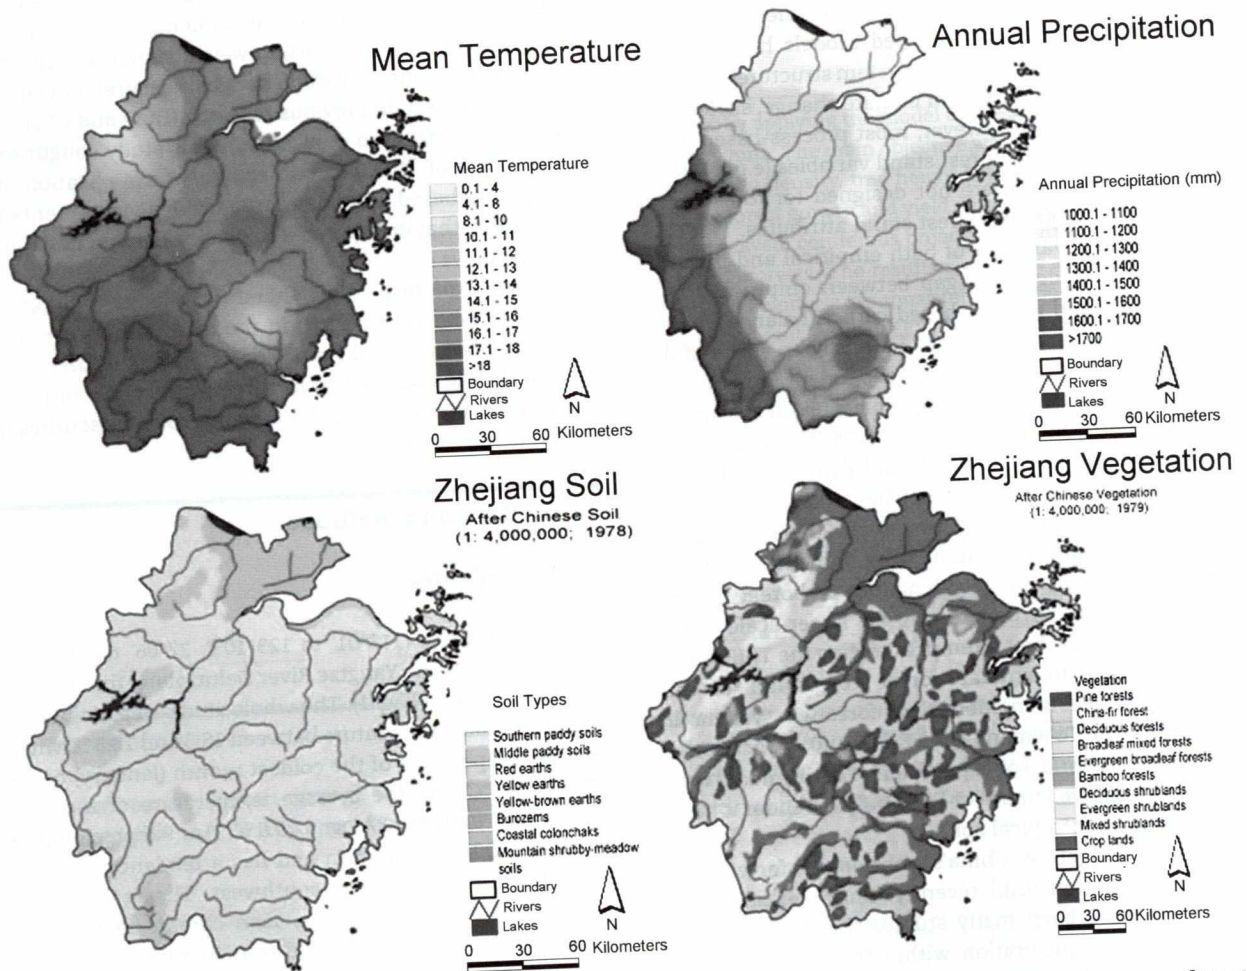 Mean Temperature
Mean Temperature
0.1 - 4
4.1 - 8
8.1 - 10
10.1 - 11
11.1 - 12
12.1 - 13
13.1 - 14
14.1 - 15
15.1 - 16
16.1 - 17
17.1 - 18
>18
Boundary
Rivers
Lakes
N
0 30 60 Kilometers
Annual Precipitation
Annual Precipitation (mm)
1000.1 - 1100
1100.1 - 1200
1200.1 - 1300
1300.1 - 1400
1400.1 - 1500
1500.1 - 1600
1600.1 - 1700
>1700
Boundary
Rivers
Lakes
N
0 30 60 Kilometers
Zhejiang Soil
After Chinese Soil
(1: 4,000,000; 1978)
Soil Types
Southern paddy soils
Middle paddy soils
Red earths
Yellow earths
Yellow-brown earths
Burozems
Coastal colonchaks
Mountain shrubby-meadow
soils
Boundary
Rivers
Lakes
N
0 30 60 Kilometers
Zhejiang Vegetation
After Chinese Vegetation
(1: 4,000,000; 1979)
Vegetation
Pine forests
China-fir forest
Deciduous forests
Broadleaf mixed forests
Evergreen broadleaf forests
Bamboo forests
Deciduous shrublands
Evergreen shrublands
Mixed shrublands
Crop lands
Boundary
Rivers
Lakes
N
0 30 60 Kilometers